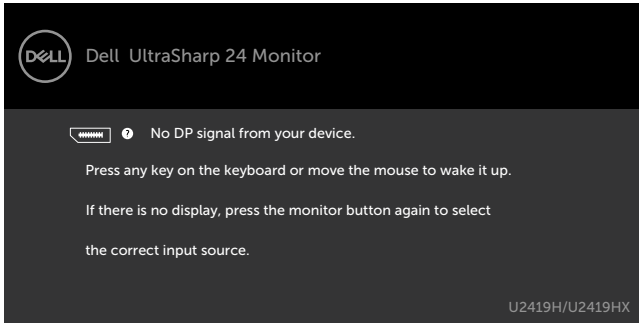 DELL
Dell UltraSharp 24 Monitor
? No DP signal from your device.
Press any key on the keyboard or move the mouse to wake it up.
If there is no display, press the monitor button again to select
the correct input source.
U2419H/U2419HX